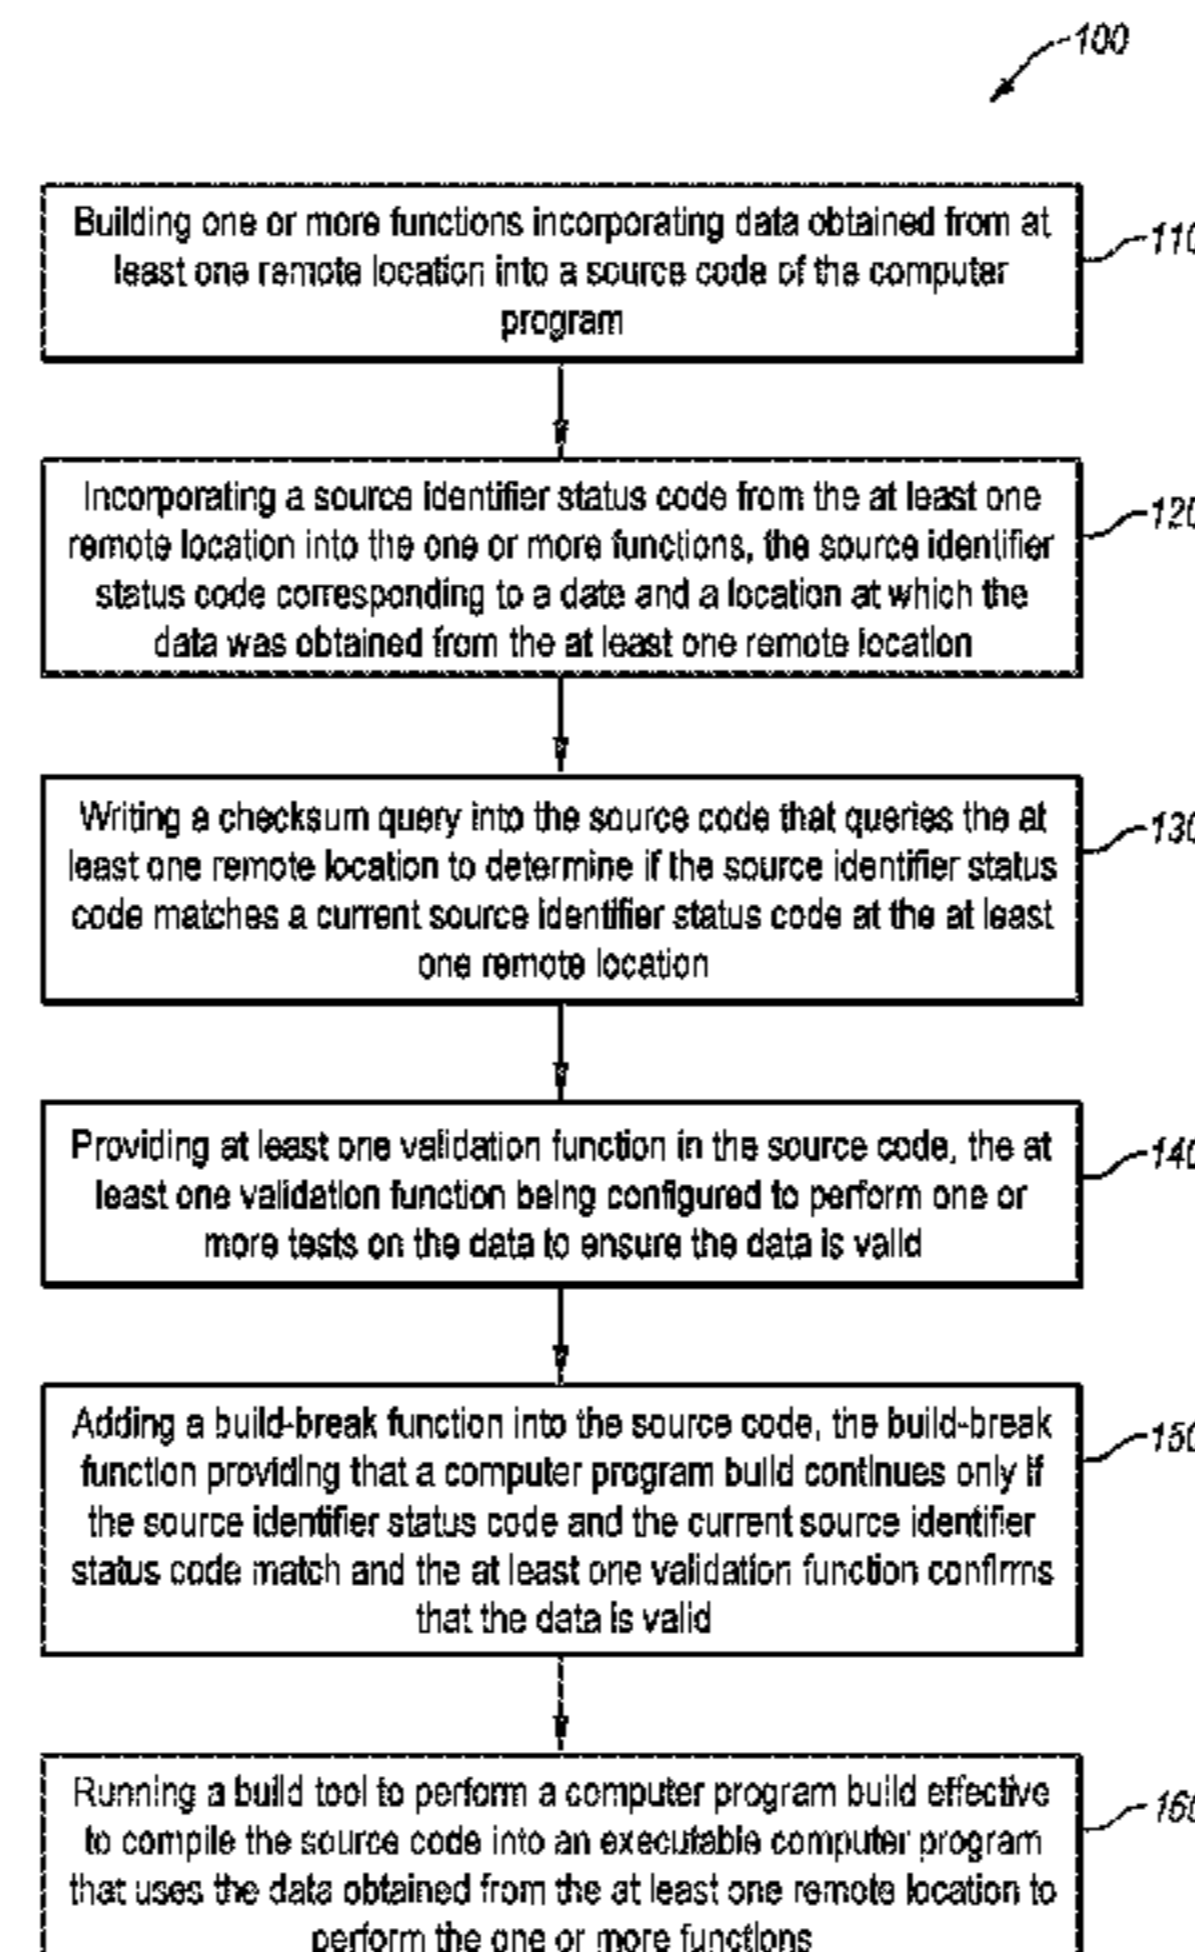 100
Building one or more functions incorporating data obtained from at
least one remote location into a source code of the computer
program
110
Incorporating a source identifier status code from the at least one
remote location into the one or more functions, the source identifier
status code corresponding to a date and a location at which the
data was obtained from the at least one remote location
120
Writing a checksum query into the source code that queries the at
least one remote location to determine if the source identifier status
code matches a current source identifier status code at the at least
one remote location
130
Providing at least one validation function in the source code, the at
least one validation function being configured to perform one or
more tests on the data to ensure the data is valid
140
Adding a build-break function into the source code, the build-break
function providing that a computer program build continues only if
the source identifier status code and the current source identifier
status code match and the at least one validation function confirms
that the data is valid
150
Running a build tool to perform a computer program build effective
to compile the source code into an executable computer program
that uses the data obtained from the at least one remote location to
perform the one or more functions
160